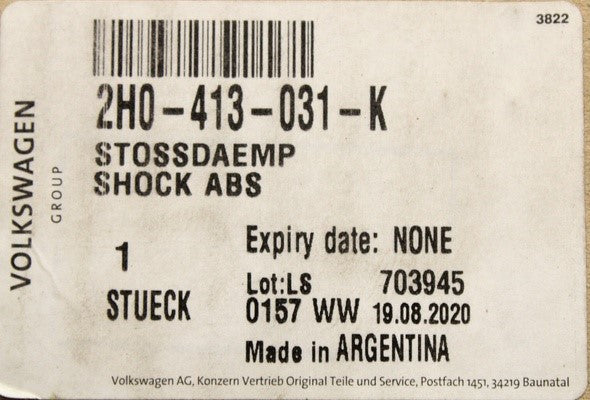 3822
VOLKSWAGEN
GROUP
2H0-413-031-K
STOSSDAEMP
SHOCK ABS
1
STUECK
Expiry date: NONE
Lot:LS 703945
0157 WW 19.08.2020
Made in ARGENTINA
Volkswagen AG, Konzern Vertrieb Original Teile und Service, Postfach 1451, 34219 Baunatal